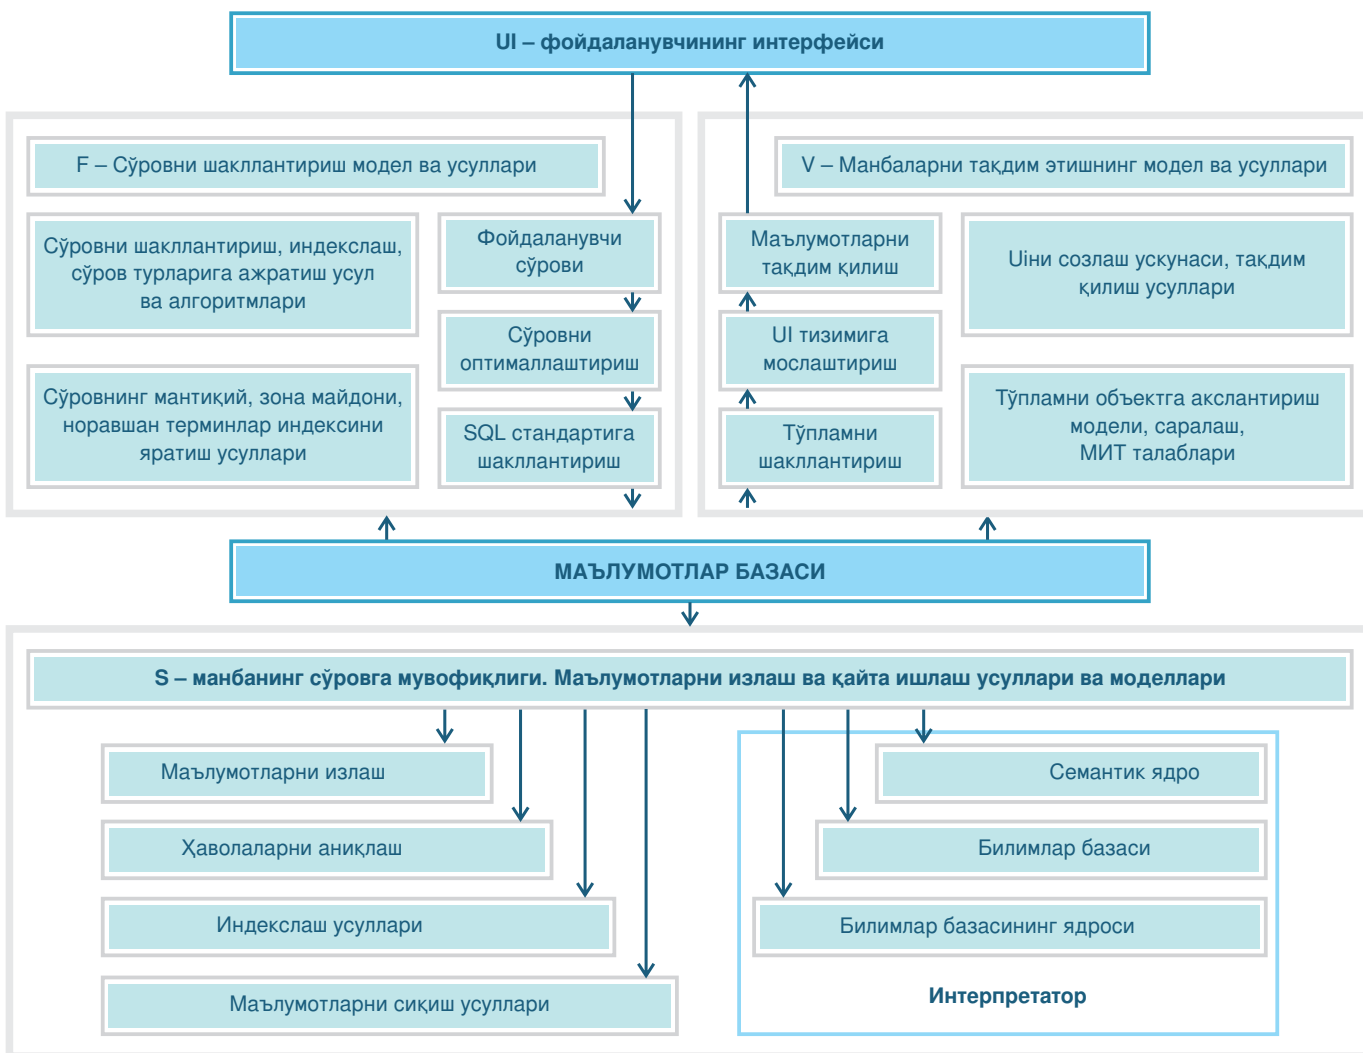 UI – фойдаланувчининг интерфейси
F – Сўровни шакллантириш модел ва усуллари
Сўровни шакллантириш, индекслаш,
сўров турларига ажратиш усул
ва алгоритмлари
Сўровнинг мантиқий, зона майдони,
норавшан терминлар индексини
яратиш усуллари
Фойдаланувчи
сўрови
Сўровни
оптималлаштириш
SQL стандартига
шакллантириш
V – Манбаларни тақдим этишнинг модел ва усуллари
Маълумотларни
тақдим қилиш
UI тизимига
мослаштириш
Тўпламни
шакллантириш
Uiни созлаш ускунаси, тақдим
қилиш усуллари
Тўпламни объектга акслантириш
модели, саралаш,
МИТ талаблари
МАЪЛУМОТЛАР БАЗАСИ
S – манбанинг сўровга мувофиқлиги. Маълумотларни излаш ва қайта ишлаш усуллари ва моделлари
Маълумотларни излаш
Ҳаволаларни аниқлаш
Индекслаш усуллари
Маълумотларни сиқиш усуллари
Семантик ядро
Билимлар базаси
Билимлар базасининг ядроси
Интерпретатор